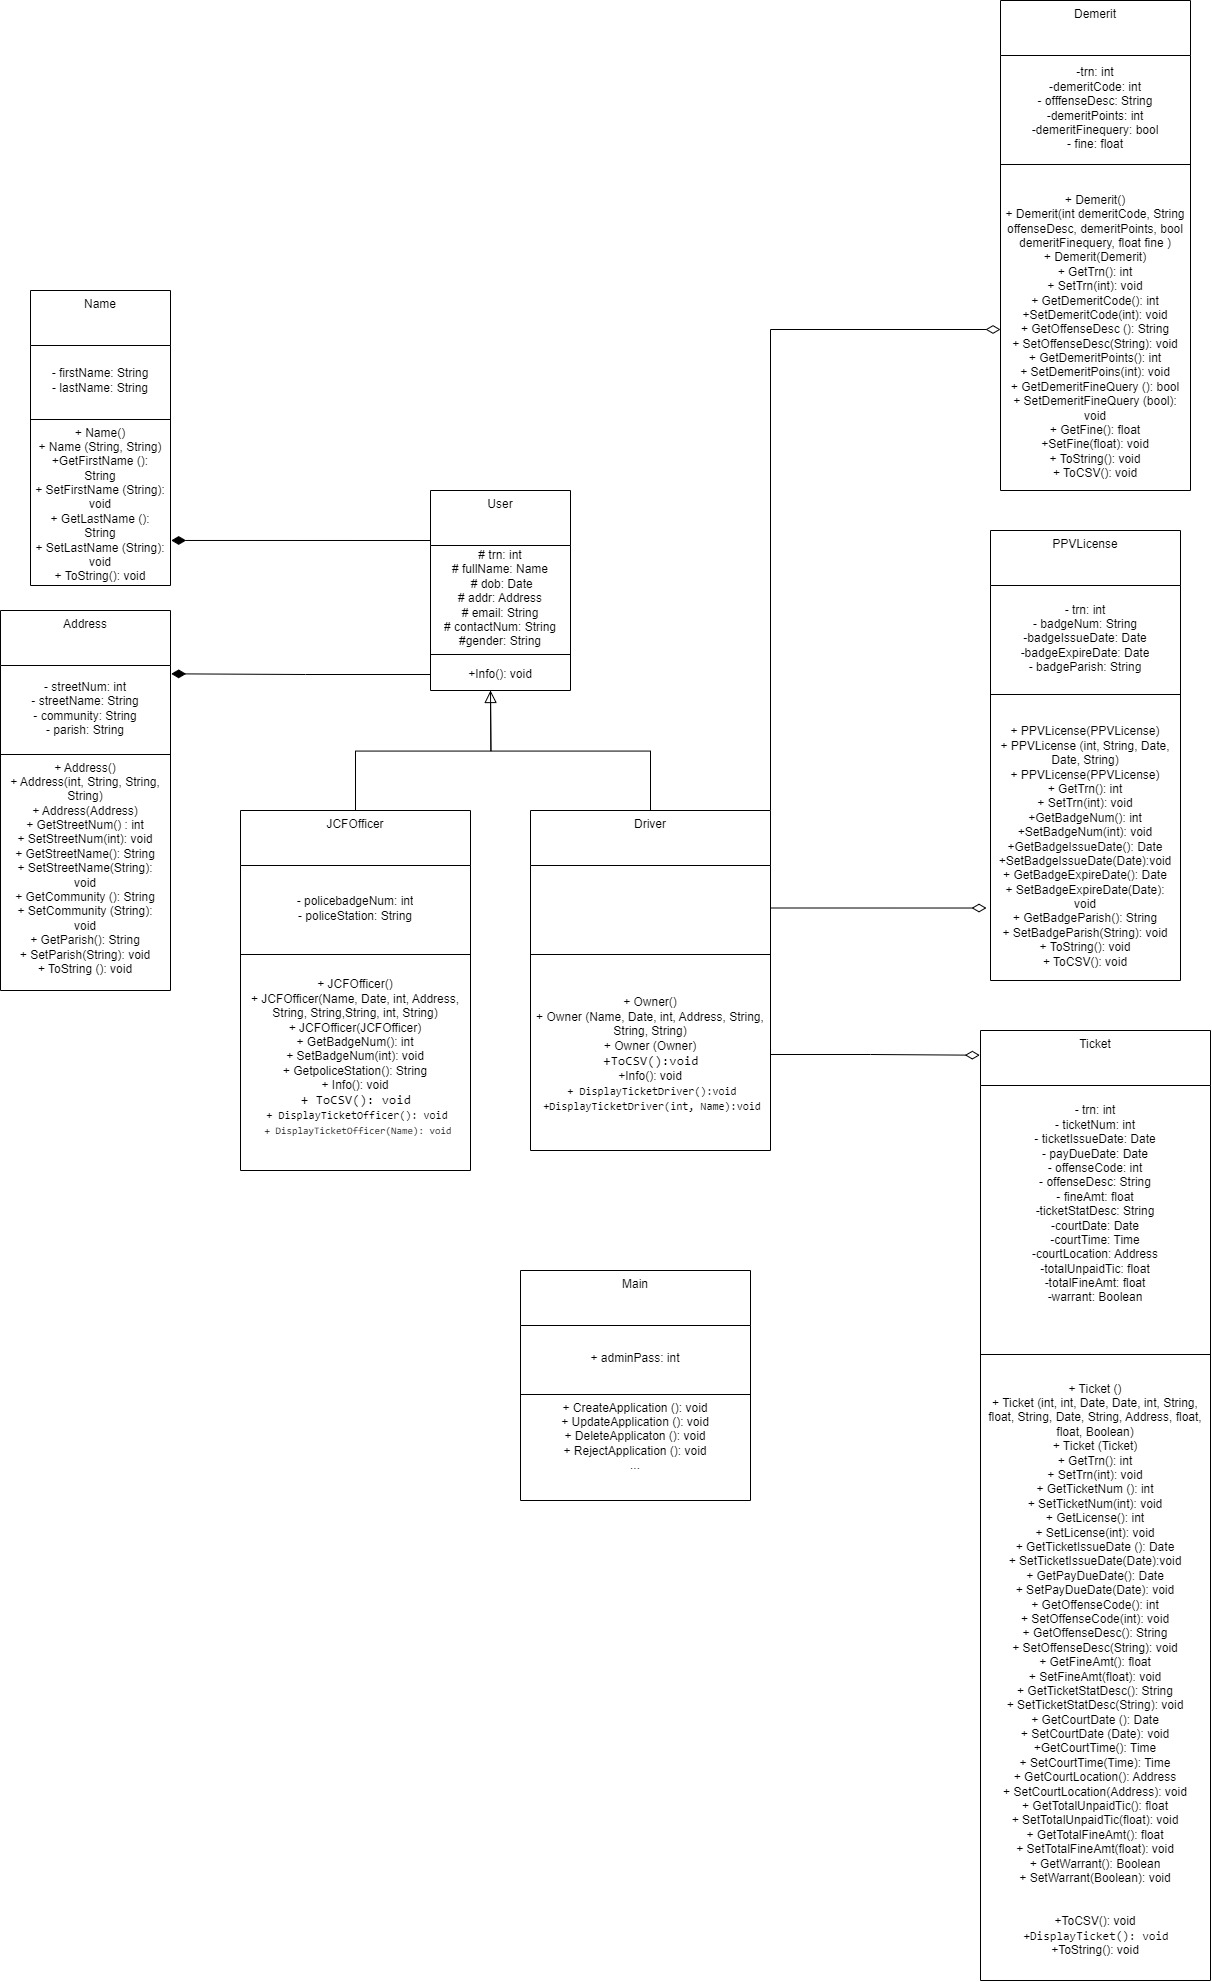 Demerit
-trn: int
-demeritCode: int
- offfenseDesc: String
-demeritPoints: int
-demeritFinequery: bool
- fine: float
+ Demerit()
+ Demerit(int demeritCode, String
offenseDesc, demeritPoints, bool
demeritFinequery, float fine )
+ Demerit(Demerit)
+ GetTrn(): int
+ SetTrn(int): void
+ GetDemeritCode(): int
+SetDemeritCode(int): void
+ GetOffenseDesc (): String
+ SetOffenseDesc(String): void
+ GetDemeritPoints(): int
+ SetDemeritPoins(int): void
+ GetDemeritFineQuery (): bool
+ SetDemeritFineQuery (bool):
void
+ GetFine(): float
+SetFine(float): void
+ ToString(): void
+ ToCSV(): void
Name
- firstName: String
- lastName: String
+ Name()
+ Name (String, String)
+GetFirstName ():
String
+ SetFirstName (String):
void
+ GetLastName ():
String
+ SetLastName (String):
void
+ ToString(): void
User
# trn: int
# fullName: Name
# dob: Date
# addr: Address
# email: String
# contactNum: String
#gender: String
+Info(): void
PPVLicense
- trn: int
- badgeNum: String
-badgeIssueDate: Date
-badgeExpireDate: Date
- badgeParish: String
+ PPVLicense(PPVLicense)
+ PPVLicense (int, String, Date,
Date, String)
+ PPVLicense(PPVLicense)
+ GetTrn(): int
+ SetTrn(int): void
+GetBadgeNum(): int
+SetBadgeNum(int): void
+GetBadgeIssueDate(): Date
+SetBadgeIssueDate(Date):void
+ GetBadgeExpireDate(): Date
+ SetBadgeExpireDate(Date):
void
+ GetBadgeParish(): String
+ SetBadgeParish(String): void
+ ToString(): void
+ ToCSV(): void
Address
- streetNum: int
- streetName: String
- community: String
- parish: String
+ Address()
+ Address(int, String, String,
String)
+ Address(Address)
+ GetStreetNum() : int
+ SetStreetNum(int): void
+ GetStreetName(): String
+ SetStreetName(String):
void
+ GetCommunity (): String
+ SetCommunity (String):
void
+ GetParish(): String
+ SetParish(String): void
+ ToString (): void
JCFOfficer
- policebadgeNum: int
- policeStation: String
+ JCFOfficer()
+ JCFOfficer(Name, Date, int, Address,
String, String,String, int, String)
+ JCFOfficer(JCFOfficer)
+ GetBadgeNum(): int
+ SetBadgeNum(int): void
+ GetpoliceStation(): String
+ Info(): void
+ ToCSV(): void
+ DisplayTicketOfficer(): void
+ DisplayTicketOfficer(Name): void
Driver
+ Owner()
+ Owner (Name, Date, int, Address, String,
String, String)
+ Owner (Owner)
+ToCSV():void
+Info(): void
+ DisplayTicketDriver():void
+DisplayTicketDriver(int, Name):void
Ticket
- trn: int
- ticketNum: int
- ticketIssueDate: Date
- payDueDate: Date
- offenseCode: int
- offenseDesc: String
- fineAmt: float
-ticketStatDesc: String
-courtDate: Date
-courtTime: Time
-courtLocation: Address
-totalUnpaidTic: float
-totalFineAmt: float
-warrant: Boolean
+ Ticket ()
+ Ticket (int, int, Date, Date, int, String,
float, String, Date, String, Address, float,
float, Boolean)
+ Ticket (Ticket)
+ GetTrn(): int
+ SetTrn(int): void
+ GetTicketNum (): int
+ SetTicketNum(int): void
+ GetLicense(): int
+ SetLicense(int): void
+ GetTicketIssueDate (): Date
+ SetTicketIssueDate(Date):void
+ GetPayDueDate(): Date
+ SetPayDueDate(Date): void
+ GetOffenseCode(): int
+ SetOffenseCode(int): void
+ GetOffenseDesc(): String
+ SetOffenseDesc(String): void
+ GetFineAmt(): float
+ SetFineAmt(float): void
+ GetTicketStatDesc(): String
+ SetTicketStatDesc(String): void
+ GetCourtDate (): Date
+ SetCourtDate (Date): void
+GetCourtTime(): Time
+ SetCourtTime(Time): Time
+ GetCourtLocation(): Address
+ SetCourtLocation(Address): void
+ GetTotalUnpaidTic(): float
+ SetTotalUnpaidTic(float): void
+ GetTotalFineAmt(): float
+ SetTotalFineAmt(float): void
+ GetWarrant(): Boolean
+ SetWarrant(Boolean): void
+ToCSV(): void
+DisplayTicket(): void
+ToString(): void
Main
+ adminPass: int
+ CreateApplication (): void
+ UpdateApplication (): void
+ DeleteApplicaton (): void
+ RejectApplication (): void
...